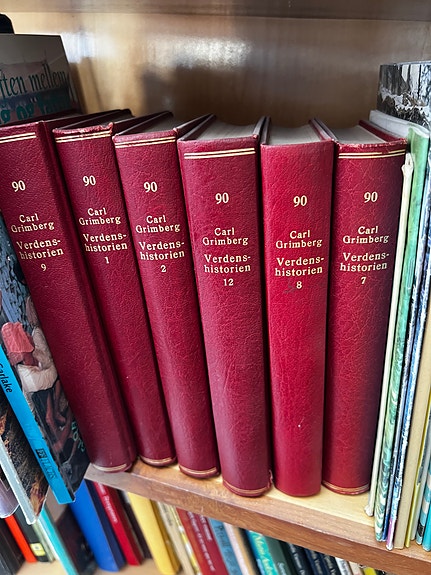 90
Carl
Grimberg
Verdens-
historien
9
90
Carl
Grimberg
Verdens-
historien
1
90
Carl
Grimberg
Verdens-
historien
2
90
Carl
Grimberg
Verdens-
historien
12
90
Carl
Grimberg
Verdens-
historien
8
90
Carl
Grimberg
Verdens-
historien
7